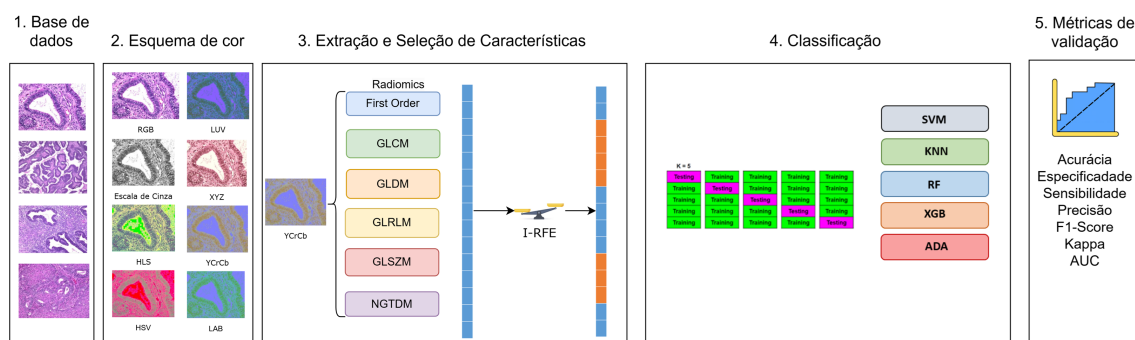 1. Base de
dados
2. Esquema de cor
RGB
LUV
Escala de Cinza
XYZ
HLS
YCrCb
HSV
LAB
3. Extração e Seleção de Características
Radiomics
First Order
GLCM
GLDM
GLRLM
GLSZM
NGTDM
YCrCb
I-RFE
4. Classificação
K = 5
Testing Training Training Training Training
Training Testing Training Training Training
Training Training Testing Training Training
Training Training Training Testing Training
Training Training Training Training Testing
SVM
KNN
RF
XGB
ADA
5. Métricas de
validação
Acurácia
Especificadade
Sensibilidade
Precisão
F1-Score
Kappa
AUC